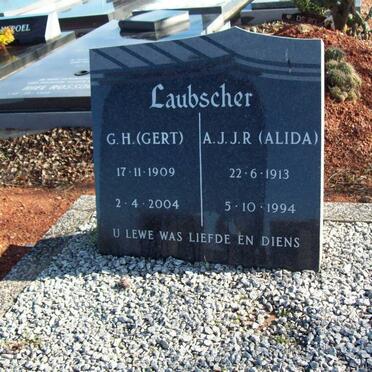 Laubscher
G.H. (GERT) A.J.J.R (ALIDA)
17·11·1909 22·6·1913
2·4·2004 5·10·1994
U LEWE WAS LIEFDE EN DIENS